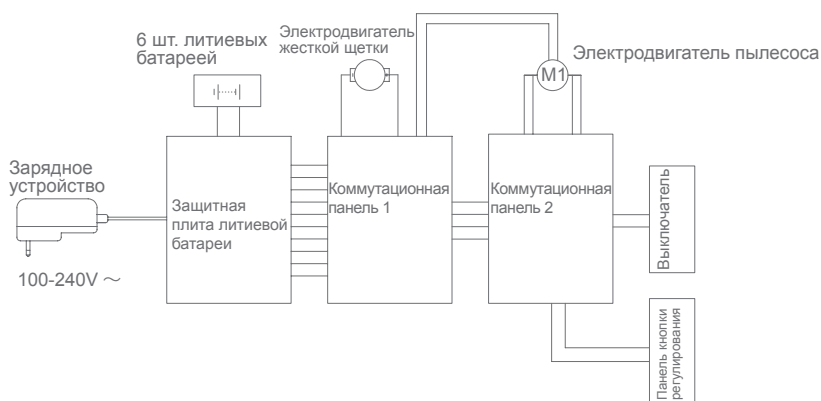 6 шт. литиевых
батареей
Электродвигатель
жесткой щетки
Электродвигатель пылесоса
M1
Зарядное
устройство
100-240V ～
Защитная
плита литиевой
батареи
Коммутационная
панель 1
Коммутационная
панель 2
Выключатель
Панель кнопки
регулирования